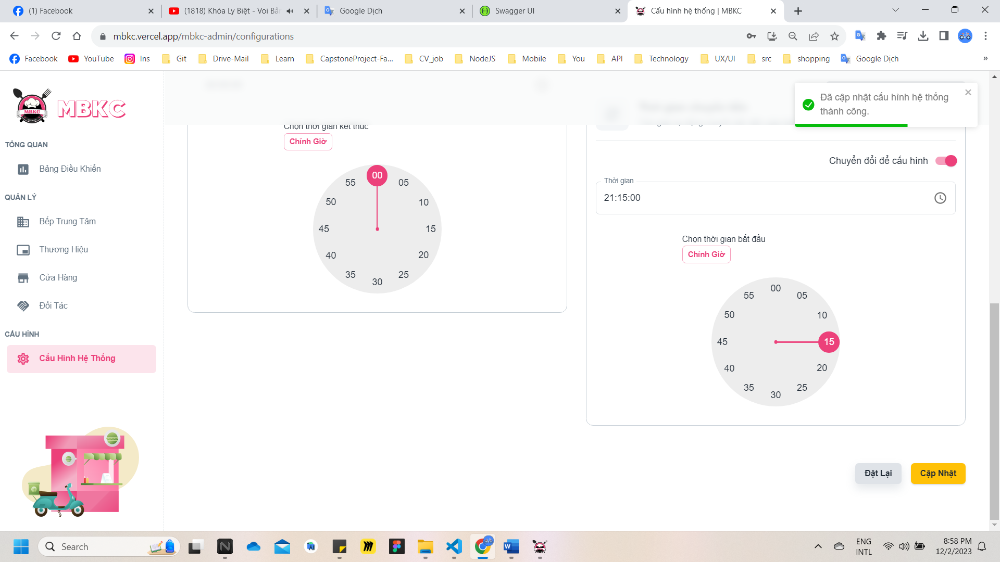 (1) Facebook
(1818) Khóa Ly Biệt - Voi Bả
Google Dịch
Swagger UI
Cấu hình hệ thống | MBKC
mbkc.vercel.app/mbkc-admin/configurations
Facebook
YouTube
Ins
Git
Drive-Mail
Learn
CapstoneProject-Fa...
CV_job
NodeJS
Mobile
You
API
Technology
UX/UI
src
shopping
Google Dịch
»
MBKC
MBKC
Đã cập nhật cấu hình hệ thống
thành công.
TỔNG QUAN
Bảng Điều Khiển
QUẢN LÝ
Bếp Trung Tâm
Thương Hiệu
Cửa Hàng
Đối Tác
CẤU HÌNH
Cấu Hình Hệ Thống
Chọn thời gian kết thúc
Chỉnh Giờ
00
05
10
15
20
25
30
35
40
45
50
55
Chuyển đổi để cấu hình
Thời gian
21:15:00
Chọn thời gian bắt đầu
Chỉnh Giờ
00
05
10
15
20
25
30
35
40
45
50
55
Đặt Lại
Cập Nhật
Search
ENG
INTL
8:58 PM
12/2/2023